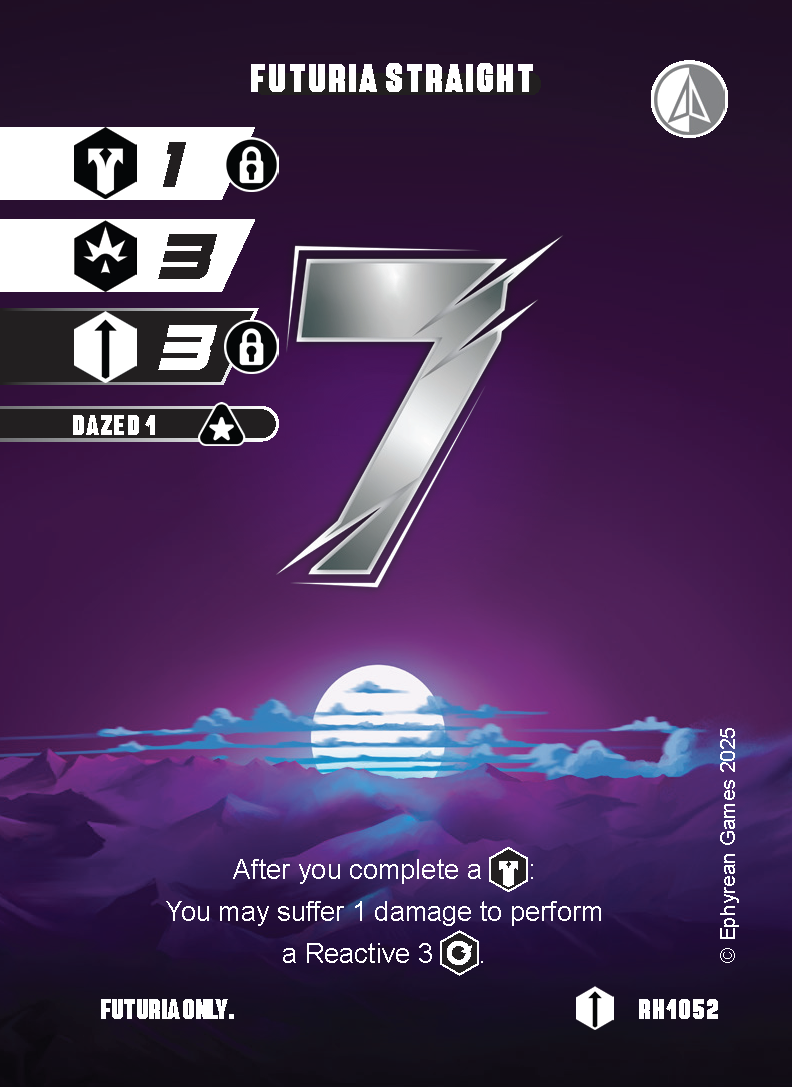 FUTURIA STRAIGHT
1
3
3
DAZED 1
7
After you complete a :
You may suffer 1 damage to perform
a Reactive 3 .
© Ephyrean Games 2025
FUTURIA ONLY.
RH1052